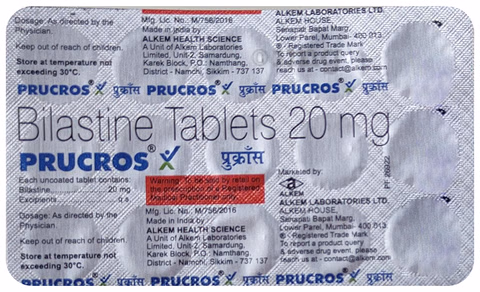 Dosage: As directed by the
Physician.
Keep out of reach of children.
Store at temperature not
exceeding 30°C.
Mfg. Lic. No. M/756/2016
Made in India by
ALKEM HEALTH SCIENCE
A Unit of Alkem Laboratories
Limited, Unit-2, Samardung,
Karek Block, P.O.: Namthang,
District - Namchi, Sikkim - 737 137
ALKEM LABORATORIES LTD.
ALKEM HOUSE,
Senapati Bapat Marg,
Lower Parel, Mumbai- 400 013.
® - Registered Trade Mark
To report a product query
& adverse drug event, please
reach us at - contact@alkem.com
PRUCROS® प्रुक्रॉस PRUCROS® प्रुक्रॉस PRUCROS® प्रुक्रॉस
Bilastine Tablets 20 mg
PRUCROS® प्रुक्रॉस
Each uncoated tablet contains:
Bilastine 20 mg
Excipients q.s.
Dosage: As directed by the
Physician
Keep out of reach of children.
Store at temperature not
exceeding 30°C.
Warning: To be sold by retail on
the prescription of a Registered
Medical Practitioner only.
Mfg. Lic. No. M/756/2016
Made in India by
ALKEM HEALTH SCIENCE
A Unit of Alkem Laboratories
Limited, Unit-2, Samardung,
Karek Block, P.O.: Namthang,
District - Namchi, Sikkim - 737 137
Marketed by:
ALKEM
ALKEM LABORATORIES LTD.
ALKEM HOUSE,
Senapati Bapat Marg,
Lower Parel, Mumbai- 400 013.
® - Registered Trade Mark
To report a product query
& adverse drug event, please
reach us at - contact@alkem.com
PRUCROS® प्रुक्रॉस PRUCROS® प्रुक्रॉस PRUCROS® प्रुक्रॉस